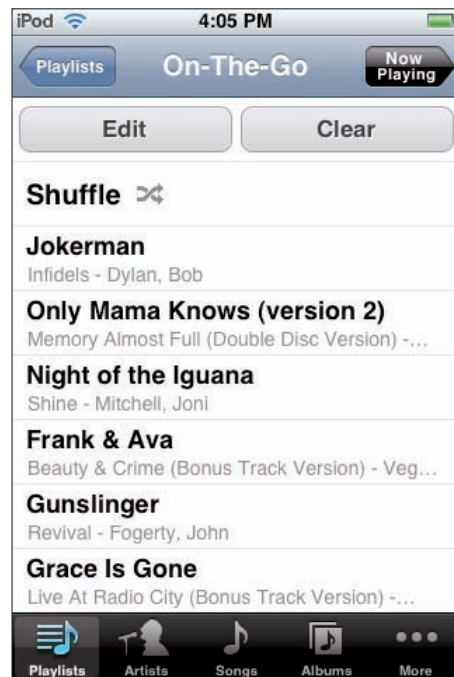 iPod 4:05 PM
Playlists On-The-Go Now Playing
Edit Clear
Shuffle
Jokerman
Infidels - Dylan, Bob
Only Mama Knows (version 2)
Memory Almost Full (Double Disc Version) -...
Night of the Iguana
Shine - Mitchell, Joni
Frank & Ava
Beauty & Crime (Bonus Track Version) - Veg...
Gunslinger
Revival - Fogerty, John
Grace Is Gone
Live At Radio City (Bonus Track Version) -...
Playlists Artists Songs Albums More